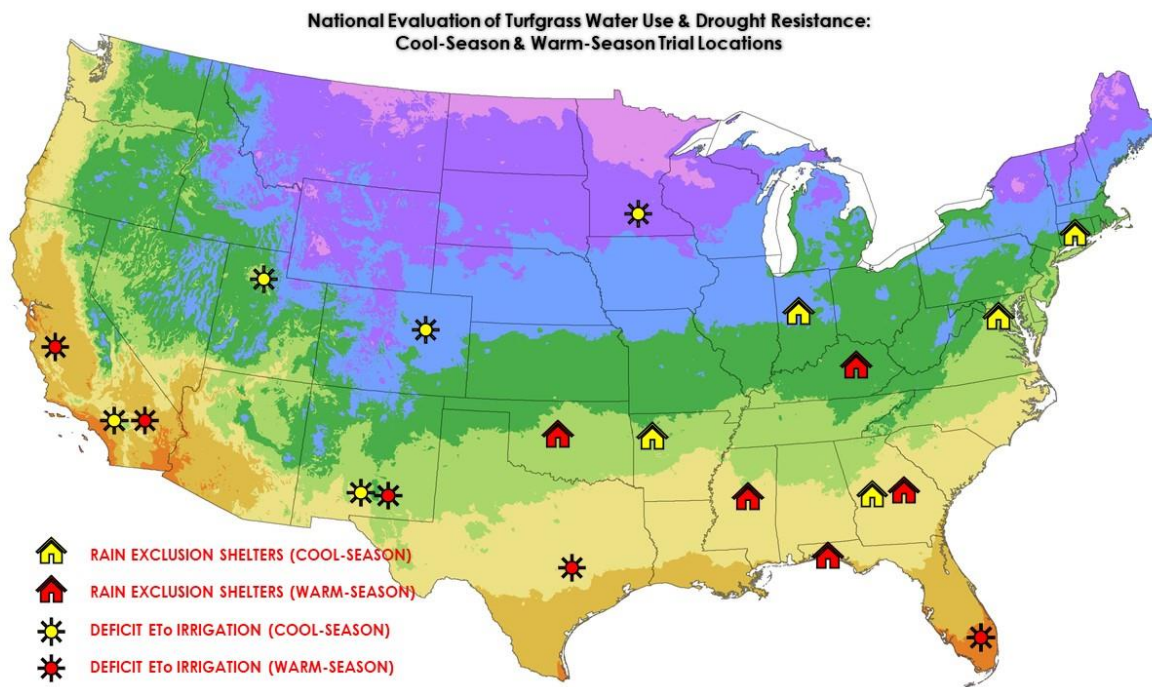 National Evaluation of Turfgrass Water Use & Drought Resistance:
Cool-Season & Warm-Season Trial Locations
RAIN EXCLUSION SHELTERS (COOL-SEASON)
RAIN EXCLUSION SHELTERS (WARM-SEASON)
DEFICIT ETo IRRIGATION (COOL-SEASON)
DEFICIT ETo IRRIGATION (WARM-SEASON)